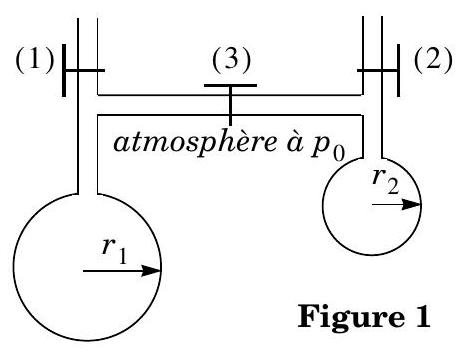 (1) (3) (2)
atmosphère à p₀
r₂
r₁
Figure 1